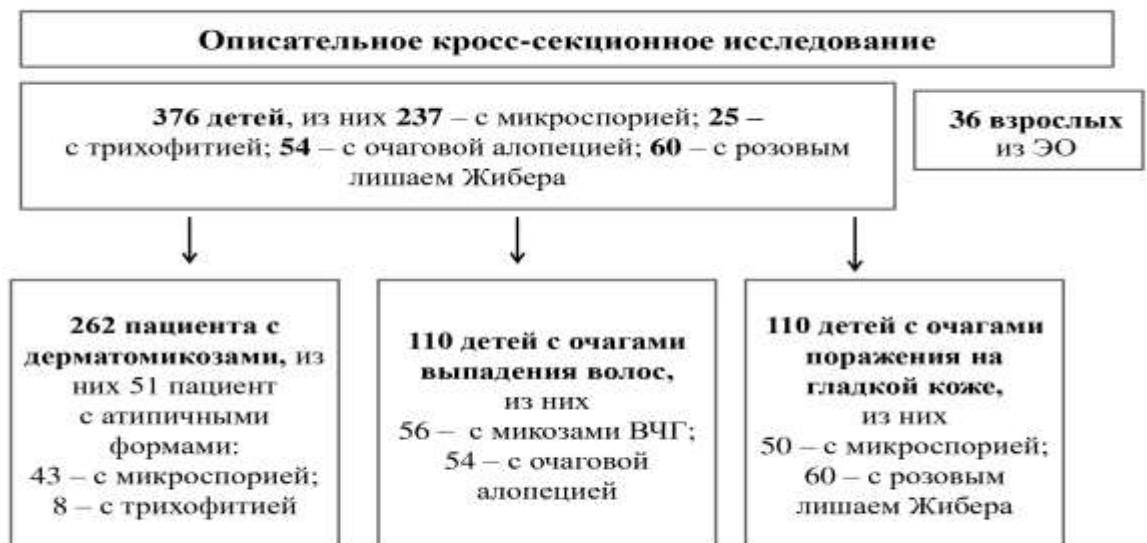 Описательное кросс-секционное исследование
376 детей, из них 237 – с микроспорией; 25 –
с трихофитией; 54 – с очаговой алопецией; 60 – с розовым
лишаем Жибера
36 взрослых
из ЭО
262 пациента с
дерматомикозами, из
них 51 пациент
с атипичными
формами:
43 – с микроспорией;
8 – с трихофитией
110 детей с очагами
выпадения волос,
из них
56 – с микозами ВЧГ;
54 – с очаговой
алопецией
110 детей с очагами
поражения на
гладкой коже,
из них
50 – с микроспорией;
60 – с розовым
лишаем Жибера